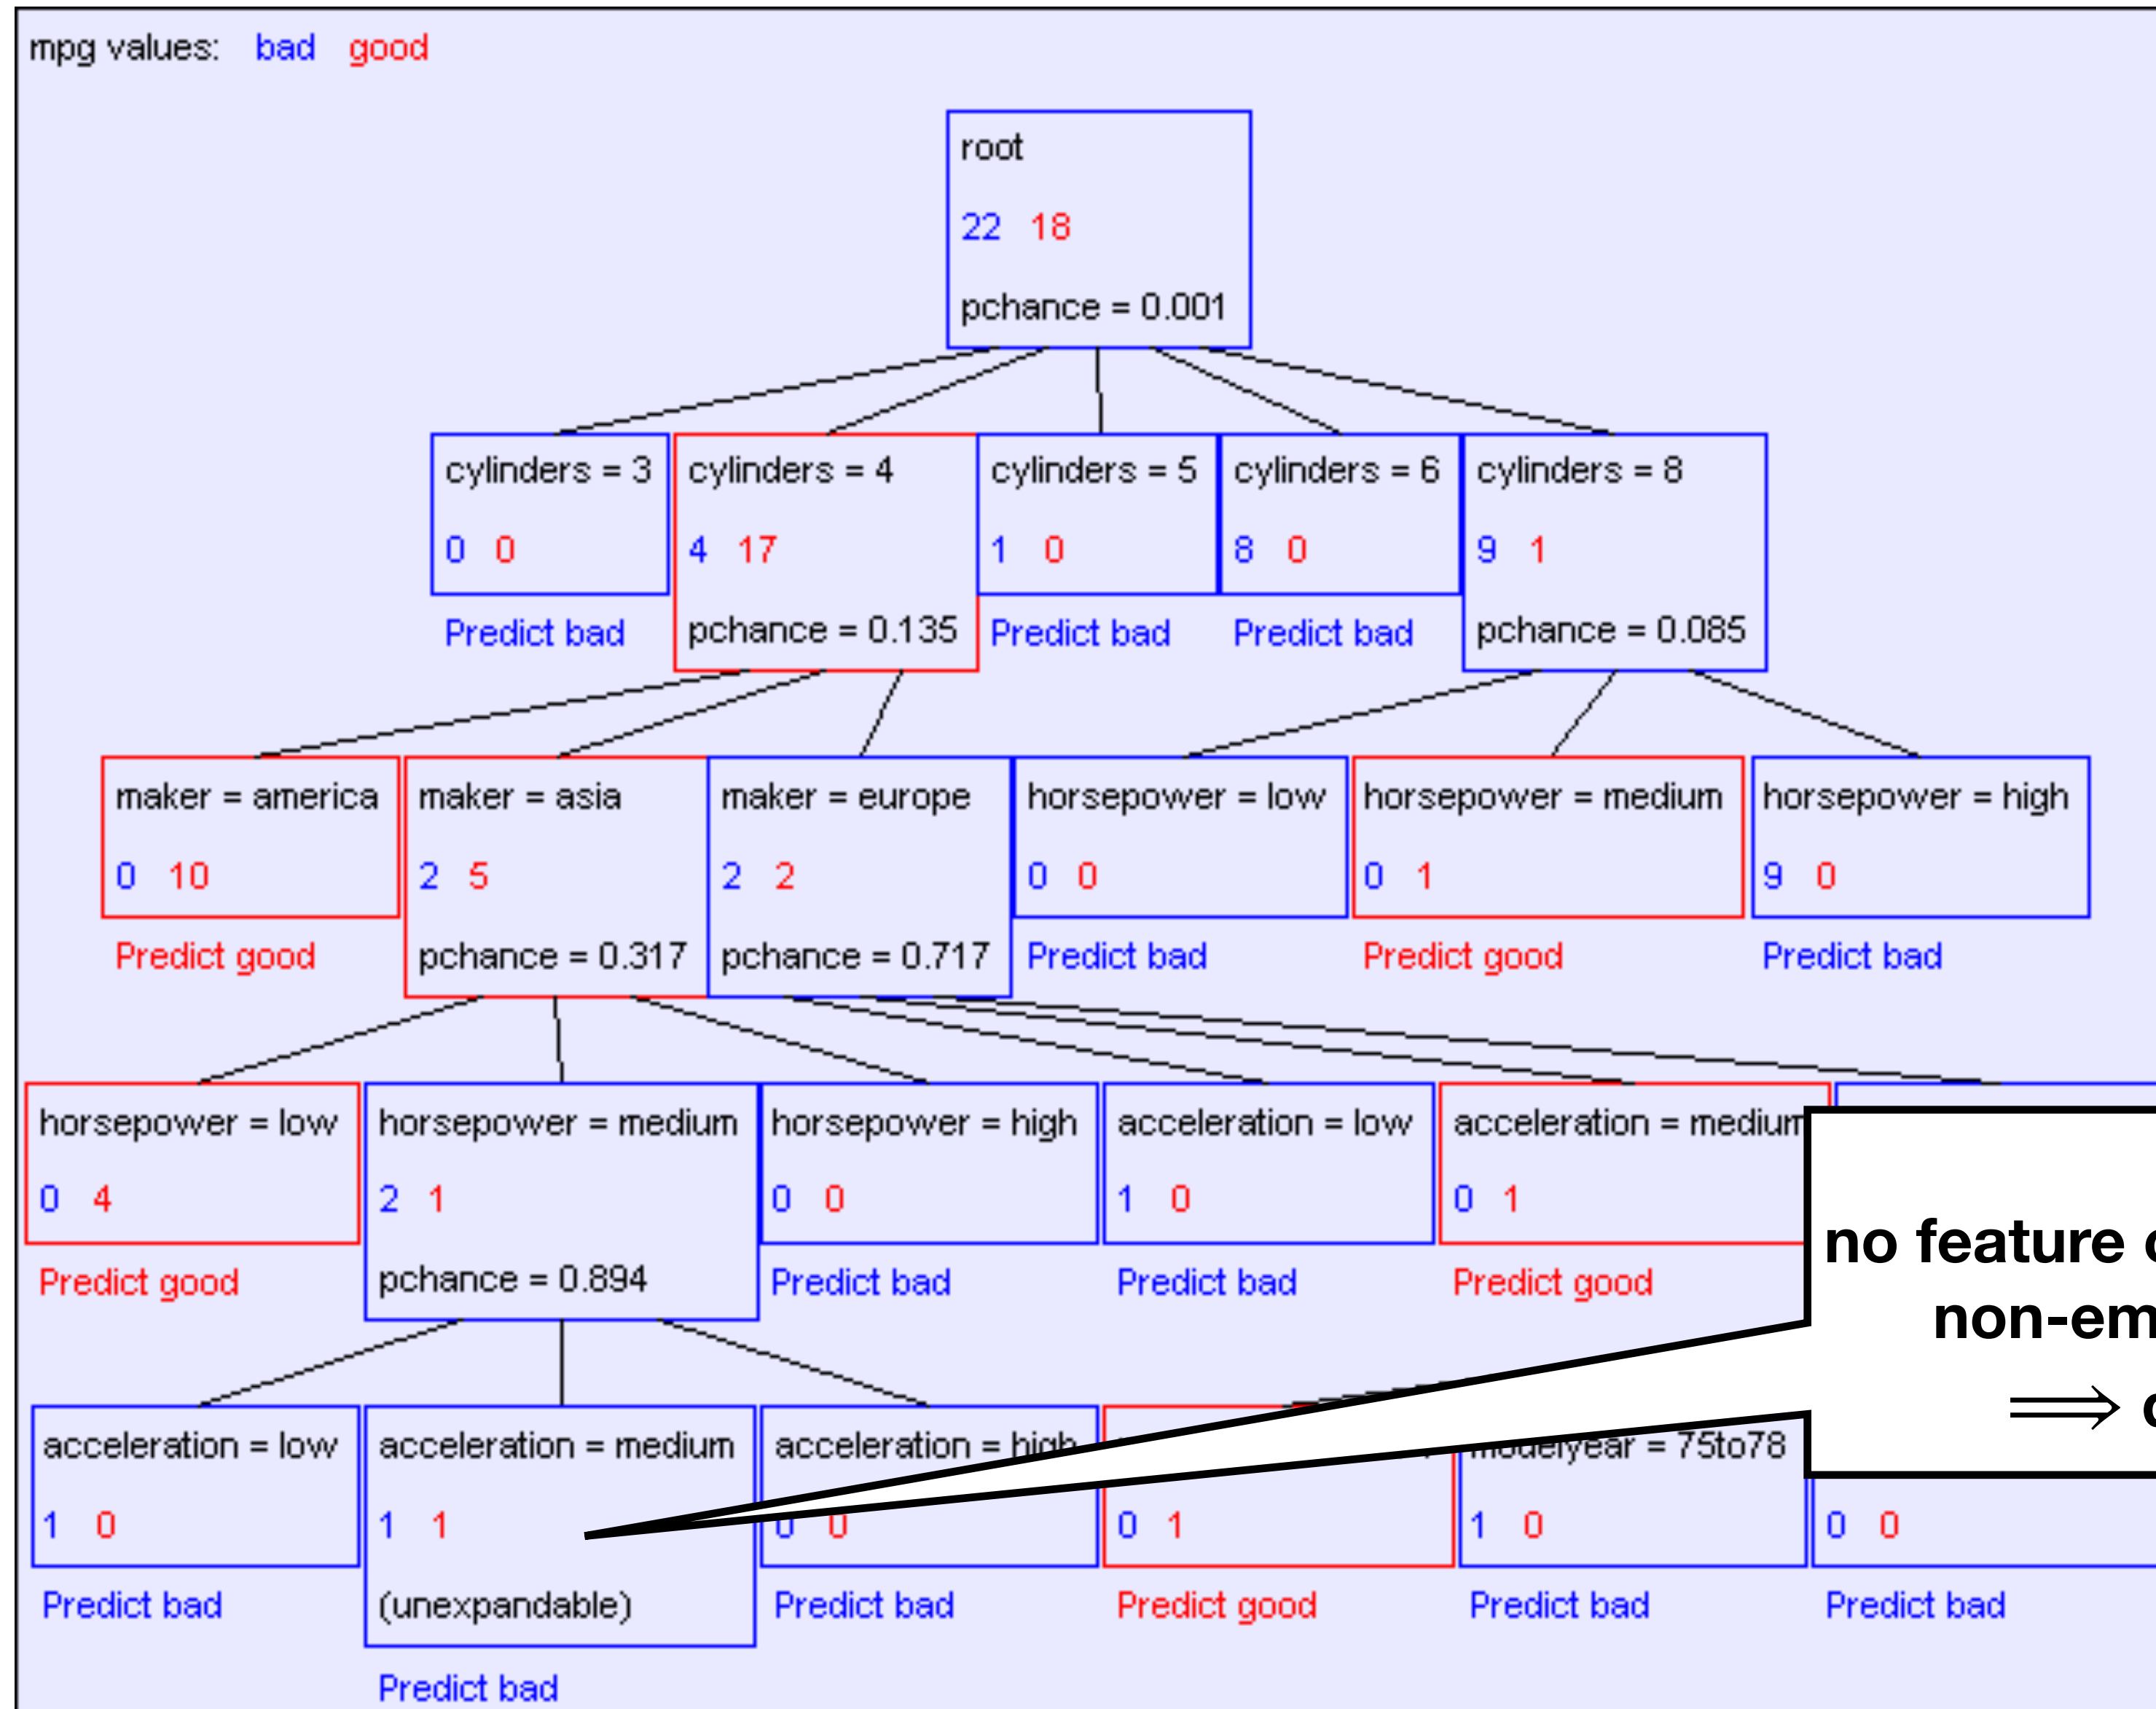 mpg values: bad good
root
22 18
pchance = 0.001
cylinders = 3 cylinders = 4 cylinders = 5 cylinders = 6 cylinders = 8
0 0 4 17 1 0 8 0 9 1
Predict bad pchance = 0.135 Predict bad Predict bad pchance = 0.085
maker = america maker = asia maker = europe horsepower = low horsepower = medium horsepower = high
0 10 2 5 2 2 0 0 0 1 9 0
Predict good pchance = 0.317 pchance = 0.717 Predict bad Predict good Predict bad
horsepower = low horsepower = medium horsepower = high acceleration = low acceleration = medium
0 4 2 1 0 0 1 0 0 1
Predict good pchance = 0.894 Predict bad Predict bad Predict good
no feature
non-em
⟹
acceleration = low acceleration = medium acceleration = high modelyear = 75to78
1 0 1 1 0 0 0 1 1 0 0 0
Predict bad (unexpandable) Predict bad Predict good Predict bad Predict bad
Predict bad